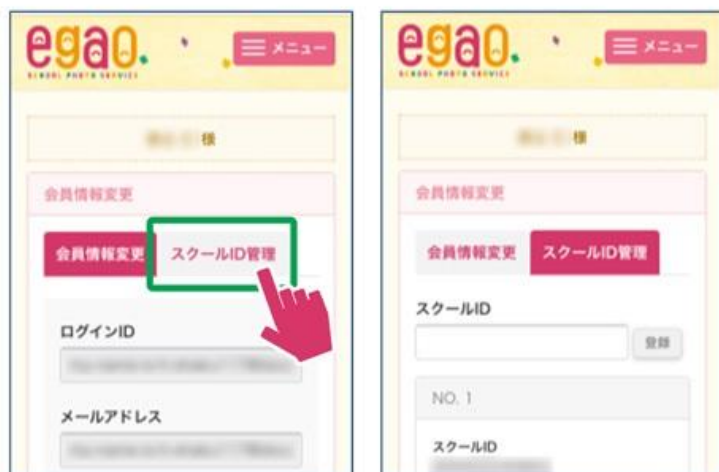 egao.
SCHOOL PHOTO SERVICE
メニュー
様
会員情報変更
会員情報変更
スクールID管理
ログインID
メールアドレス
egao.
SCHOOL PHOTO SERVICE
メニュー
様
会員情報変更
会員情報変更
スクールID管理
スクールID
登録
NO. 1
スクールID